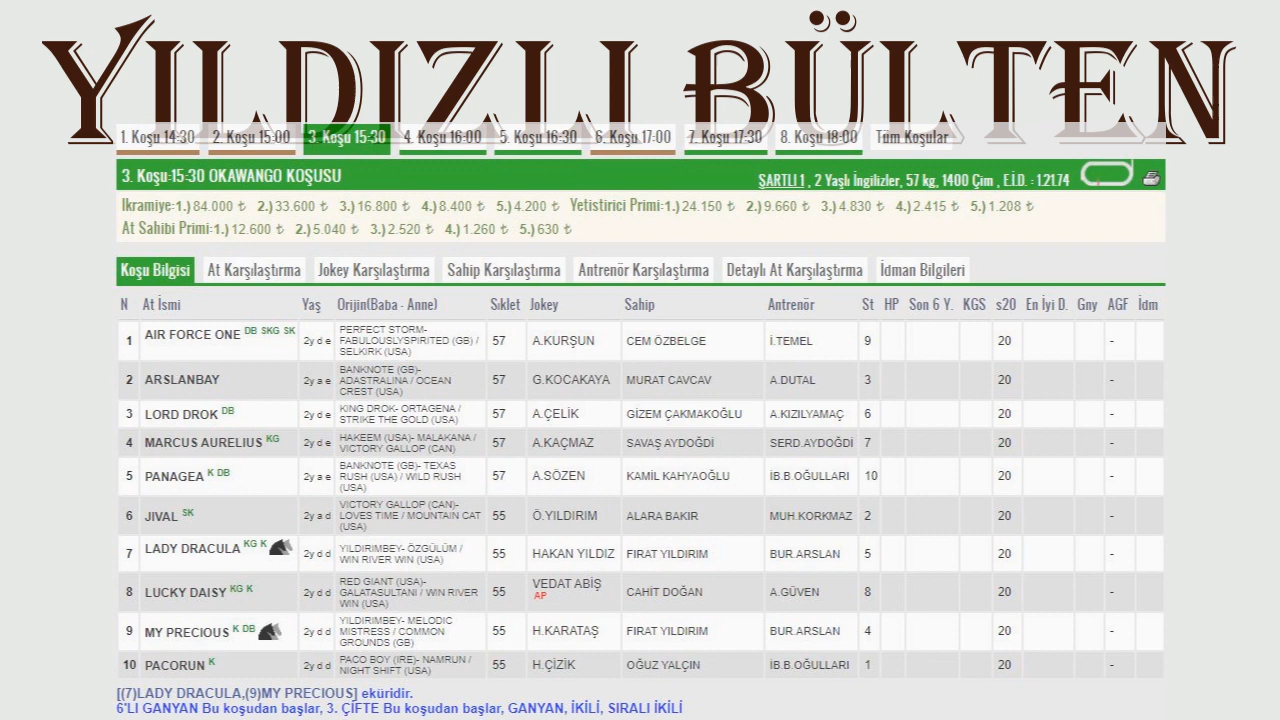 YILDIZLI BÜLTEN
1. Koşu 14:30 2. Koşu 15:00 3. Koşu 15:30 4. Koşu 16:00 5. Koşu 16:30 6. Koşu 17:00 7. Koşu 17:30 8. Koşu 18:00 Tüm Koşular
3. Koşu:15:30 OKAWANGO KOŞUSU ŞARTLI 1 , 2 Yaşlı İngilizler, 57 kg, 1400 Çim , E.İ.D. : 1.21.74
Ikramiye:1.) 84.000 ₺ 2.) 33.600 ₺ 3.) 16.800 ₺ 4.) 8.400 ₺ 5.) 4.200 ₺ Yetistirici Primi:1.) 24.150 ₺ 2.) 9.660 ₺ 3.) 4.830 ₺ 4.) 2.415 ₺ 5.) 1.208 ₺
At Sahibi Primi:1.) 12.600 ₺ 2.) 5.040 ₺ 3.) 2.520 ₺ 4.) 1.260 ₺ 5.) 630 ₺
Koşu Bilgisi At Karşılaştırma Jokey Karşılaştırma Sahip Karşılaştırma Antrenör Karşılaştırma Detaylı At Karşılaştırma İdman Bilgileri
N At İsmi Yaş Orijin(Baba - Anne) Sıklet Jokey Sahip Antrenör St HP Son 6 Y. KGS s20 En İyi D. Gny AGF İdm
1 AIR FORCE ONE DB SKG SK 2y d e PERFECT STORM- FABULOUSLYSPIRITED (GB) / SELKIRK (USA) 57 A.KURŞUN CEM ÖZBELGE İ.TEMEL 9 20 -
2 ARSLANBAY 2y a e BANKNOTE (GB)- ADASTRALINA / OCEAN CREST (USA) 57 G.KOCAKAYA MURAT CAVCAV A.DUTAL 3 20 -
3 LORD DROK DB 2y d e KING DROK- ORTAGENA / STRIKE THE GOLD (USA) 57 A.ÇELİK GİZEM ÇAKMAKOĞLU A.KIZILYAMAÇ 6 20 -
4 MARCUS AURELIUS KG 2y d e HAKEEM (USA)- MALAKANA / VICTORY GALLOP (CAN) 57 A.KAÇMAZ SAVAŞ AYDOĞDİ SERD.AYDOĞDİ 7 20 -
5 PANAGEA K DB 2y a e BANKNOTE (GB)- TEXAS RUSH (USA) / WILD RUSH (USA) 57 A.SÖZEN KAMİL KAHYAOĞLU İB.B.OĞULLARI 10 20 -
6 JIVAL SK 2y a d VICTORY GALLOP (CAN)- LOVES TIME / MOUNTAIN CAT (USA) 55 Ö.YILDIRIM ALARA BAKIR MUH.KORKMAZ 2 20 -
7 LADY DRACULA KG K 2y d d YILDIRIMBEY- ÖZGÜLÜM / WIN RIVER WIN (USA) 55 HAKAN YILDIZ FIRAT YILDIRIM BUR.ARSLAN 5 20 -
8 LUCKY DAISY KG K 2y d d RED GIANT (USA)- GALATASULTANI / WIN RIVER WIN (USA) 55 VEDAT ABİŞ AP CAHİT DOĞAN A.GÜVEN 8 20 -
9 MY PRECIOUS K DB 2y d d YILDIRIMBEY- MELODIC MISTRESS / COMMON GROUNDS (GB) 55 H.KARATAŞ FIRAT YILDIRIM BUR.ARSLAN 4 20 -
10 PACORUN K 2y d d PACO BOY (IRE)- NAMRUN / NIGHT SHIFT (USA) 55 H.ÇİZİK OĞUZ YALÇIN İB.B.OĞULLARI 1 20 -
[(7)LADY DRACULA,(9)MY PRECIOUS] eküridir.
6'LI GANYAN Bu koşudan başlar, 3. ÇİFTE Bu koşudan başlar, GANYAN, İKİLİ, SIRALI İKİLİ